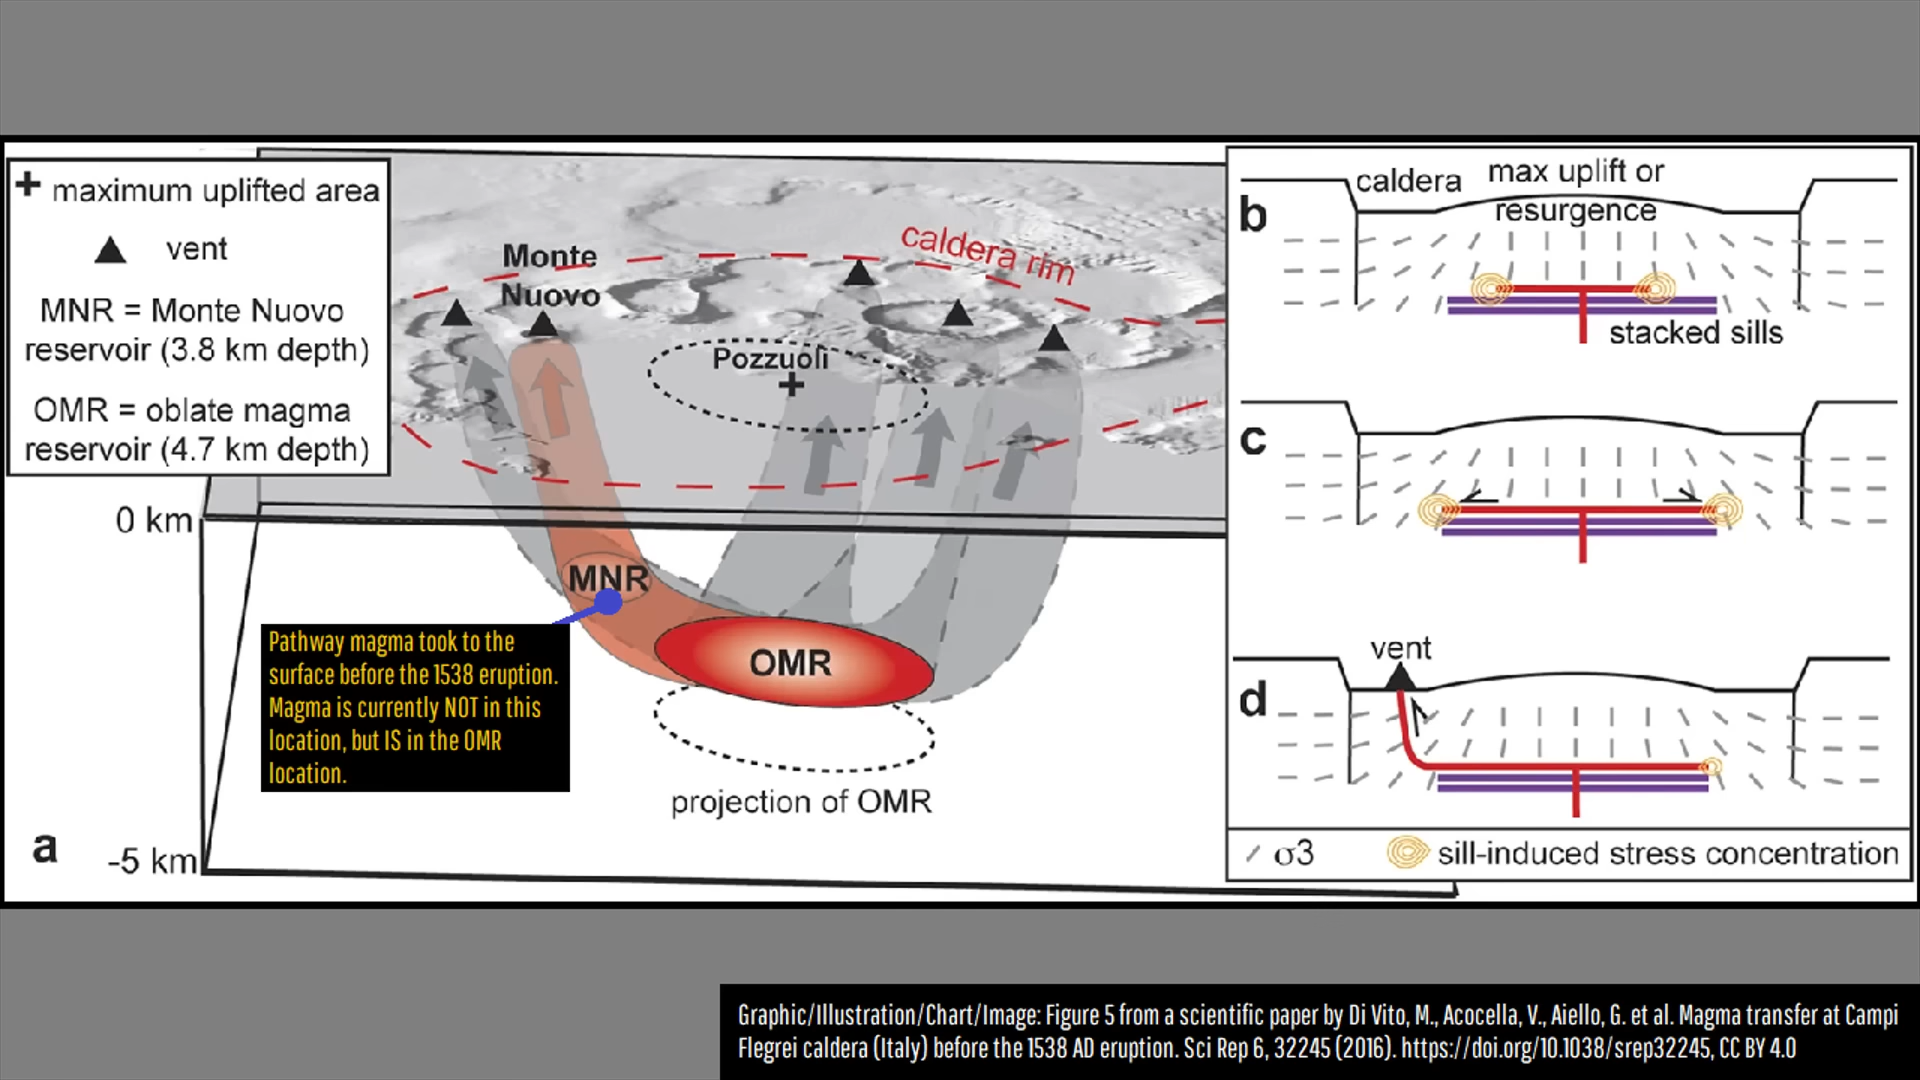 + maximum uplifted area
vent
MNR = Monte Nuovo
reservoir (3.8 km depth)
OMR = oblate magma
reservoir (4.7 km depth)
Monte
Nuovo
caldera rim
Pozzuoli
+
0 km
MNR
OMR
Pathway magma took to the
surface before the 1538 eruption.
Magma is currently NOT in this
location, but IS in the OMR
location.
projection of OMR
a
-5 km
b
caldera
max uplift or
resurgence
stacked sills
c
vent
d
σ3
sill-induced stress concentration
Graphic/Illustration/Chart/Image: Figure 5 from a scientific paper by Di Vito, M., Acocella, V., Aiello, G. et al. Magma transfer at Campi
Flegrei caldera (Italy) before the 1538 AD eruption. Sci Rep 6, 32245 (2016). https://doi.org/10.1038/srep32245, CC BY 4.0